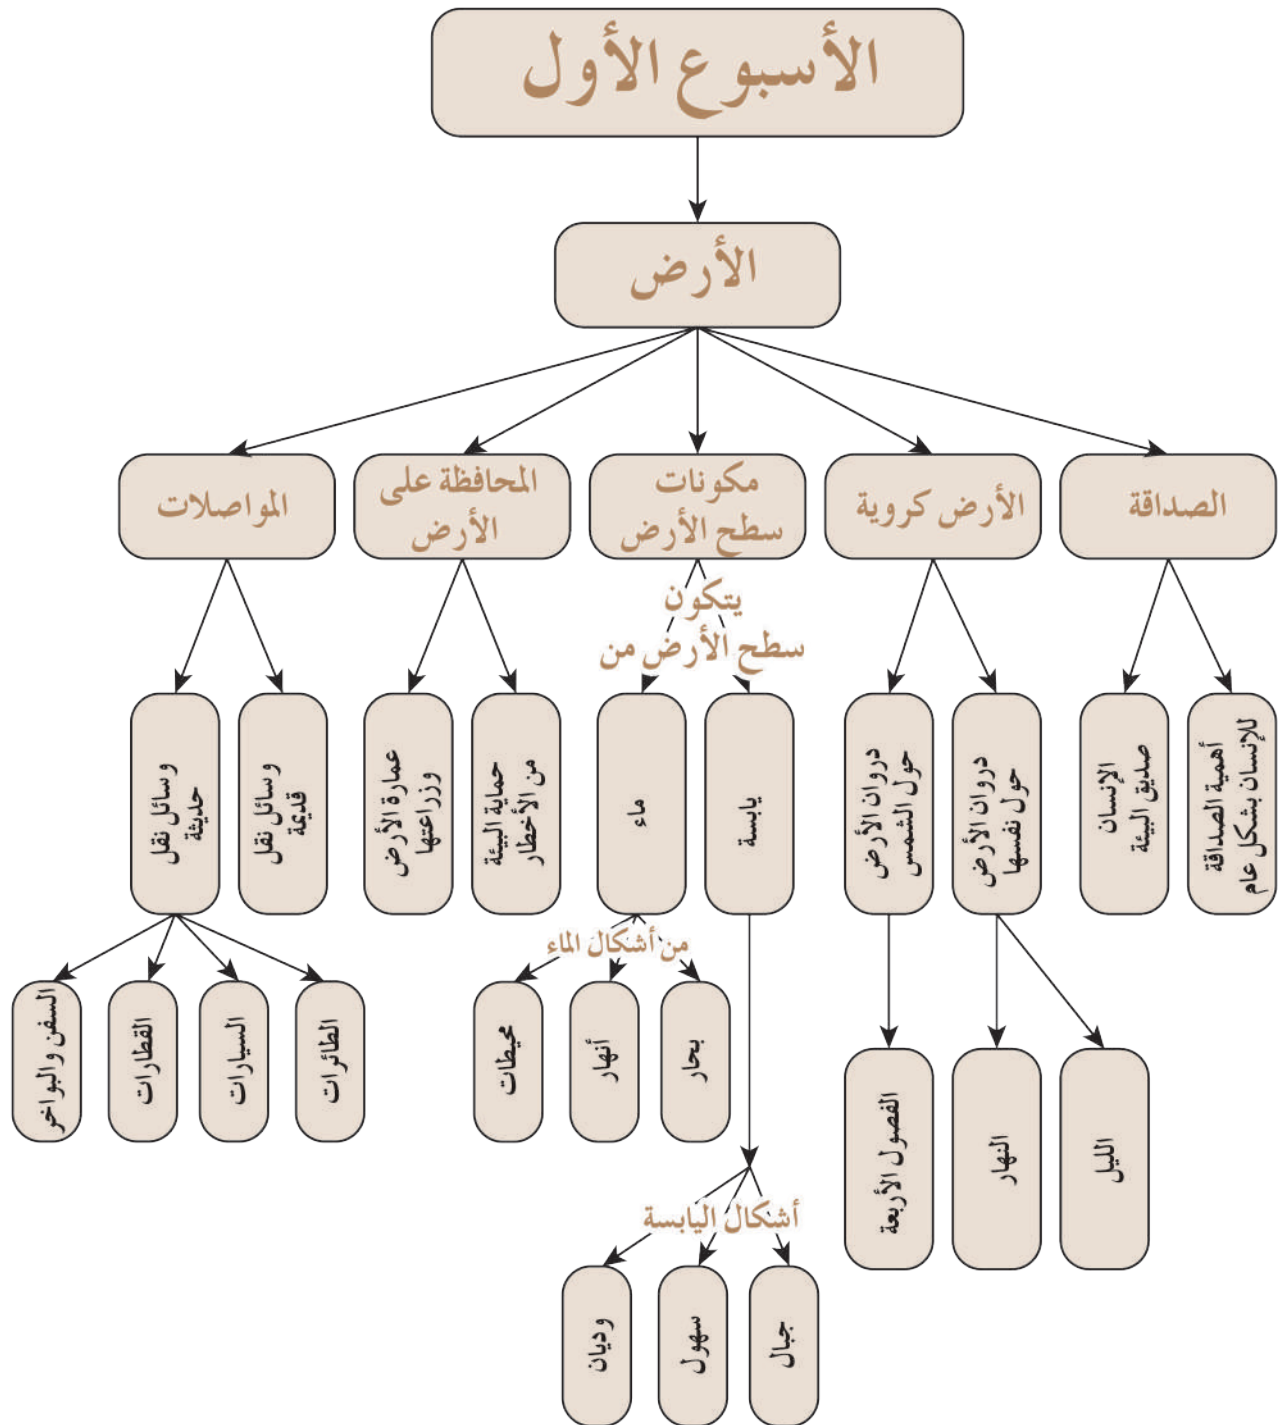 الأسبوع الأول
الأرض
الصداقة
الأرض كروية
مكونات
سطح الأرض
المحافظة على
الأرض
المواصلات
يتكون
سطح الأرض من
أهمية الصداقة
للإنسان بشكل عام
الإنسان
صديق البيئة
دروان الأرض
حول نفسها
دروان الأرض
حول الشمس
يابسة
ماء
حماية البيئة
من الأخطار
عمارة الأرض
وزراعتها
وسائل نقل
قديمة
وسائل نقل
حديثة
من أشكال الماء
بحار
أنهار
محيطات
الطائرات
السيارات
القطارات
السفن والبواخر
الليل
النهار
الفصول الأربعة
أشكال اليابسة
جبال
سهول
وديان